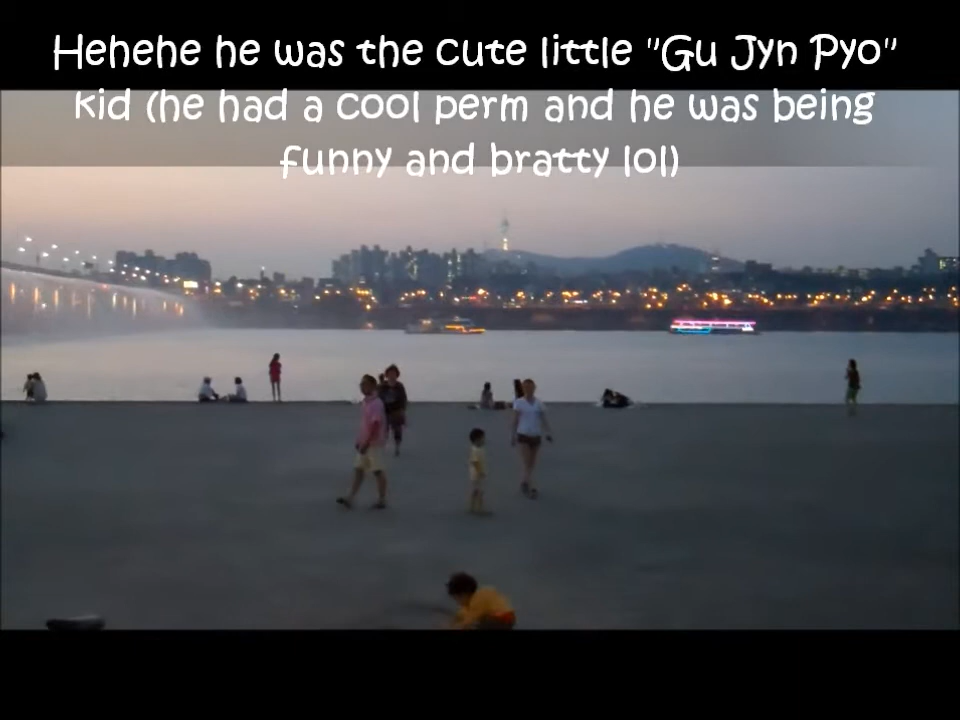 Hehehe he was the cute little "Gu Jyn Pyo"
kid (he had a cool perm and he was being
funny and bratty lol)